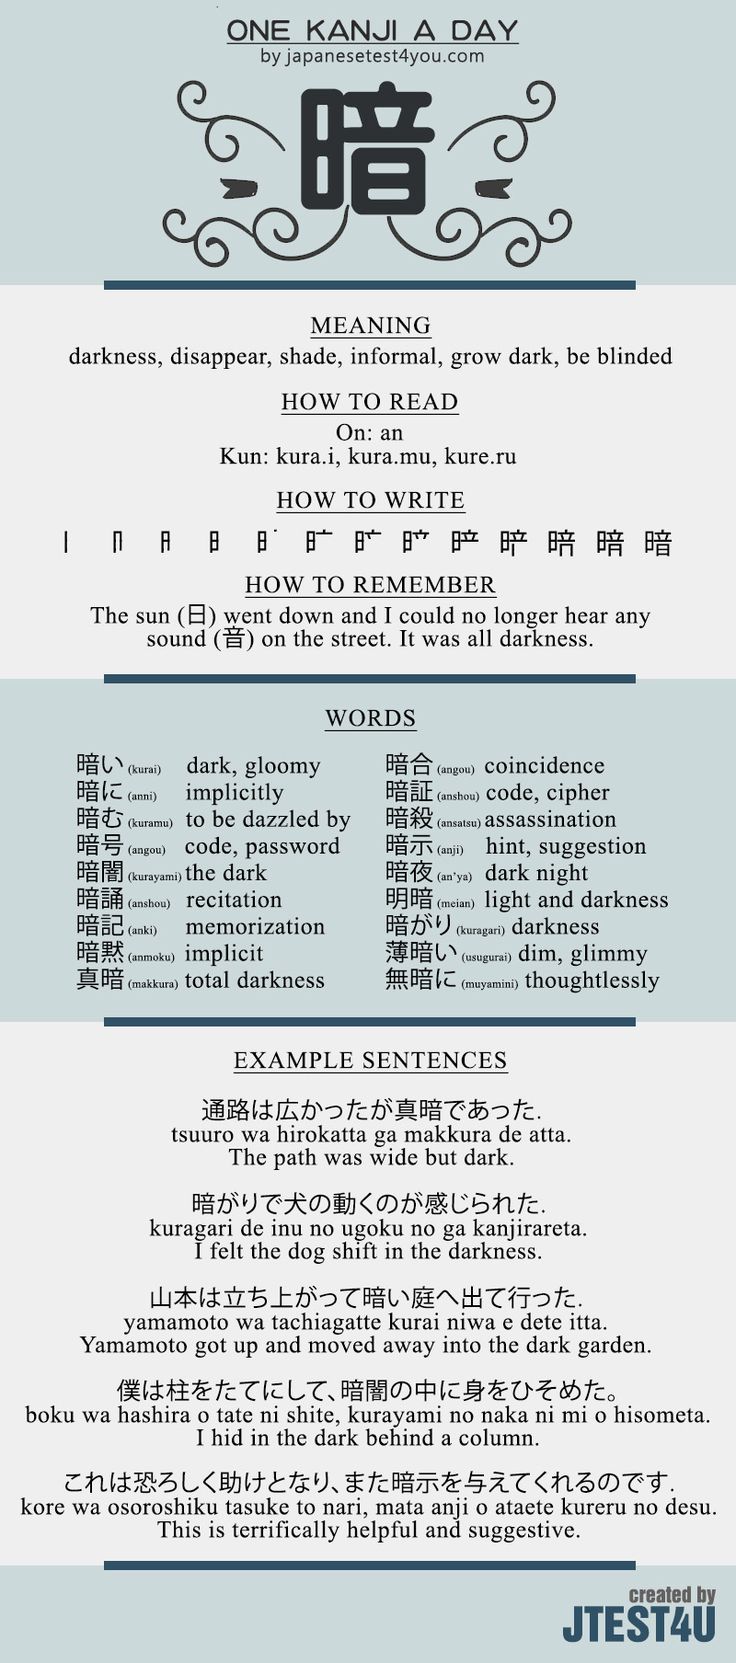 ONE KANJI A DAY
by japanesetest4you.com
暗
MEANING
darkness, disappear, shade, informal, grow dark, be blinded
HOW TO READ
On: an
Kun: kura.i, kura.mu, kure.ru
HOW TO WRITE
暗
HOW TO REMEMBER
The sun (日) went down and I could no longer hear any
sound (音) on the street. It was all darkness.
WORDS
暗い (kurai) dark, gloomy
暗に (anni) implicitly
暗む (kuramu) to be dazzled by
暗号 (angou) code, password
暗闇 (kurayami) the dark
暗誦 (anshou) recitation
暗記 (anki) memorization
暗黙 (anmoku) implicit
真暗 (makkura) total darkness
暗合 (angou) coincidence
暗証 (anshou) code, cipher
暗殺 (ansatsu) assassination
暗示 (anji) hint, suggestion
暗夜 (an'ya) dark night
明暗 (meian) light and darkness
暗がり (kuragari) darkness
薄暗い (usugurai) dim, glimmy
無暗に (muyamini) thoughtlessly
EXAMPLE SENTENCES
通路は広かったが真暗であった.
tsuuro wa hirokatta ga makkura de atta.
The path was wide but dark.
暗がりで犬の動くのが感じられた.
kuragari de inu no ugoku no ga kanjirareta.
I felt the dog shift in the darkness.
山本は立ち上がって暗い庭へ出て行った.
yamamoto wa tachiagatte kurai niwa e dete itta.
Yamamoto got up and moved away into the dark garden.
僕は柱をたてにして、暗闇の中に身をひそめた。
boku wa hashira o tate ni shite, kurayami no naka ni mi o hisometa.
I hid in the dark behind a column.
これは恐ろしく助けとなり、また暗示を与えてくれるのです.
kore wa osoroshiku tasuke to nari, mata anji o ataete kureru no desu.
This is terrifically helpful and suggestive.
created by
JTEST4U